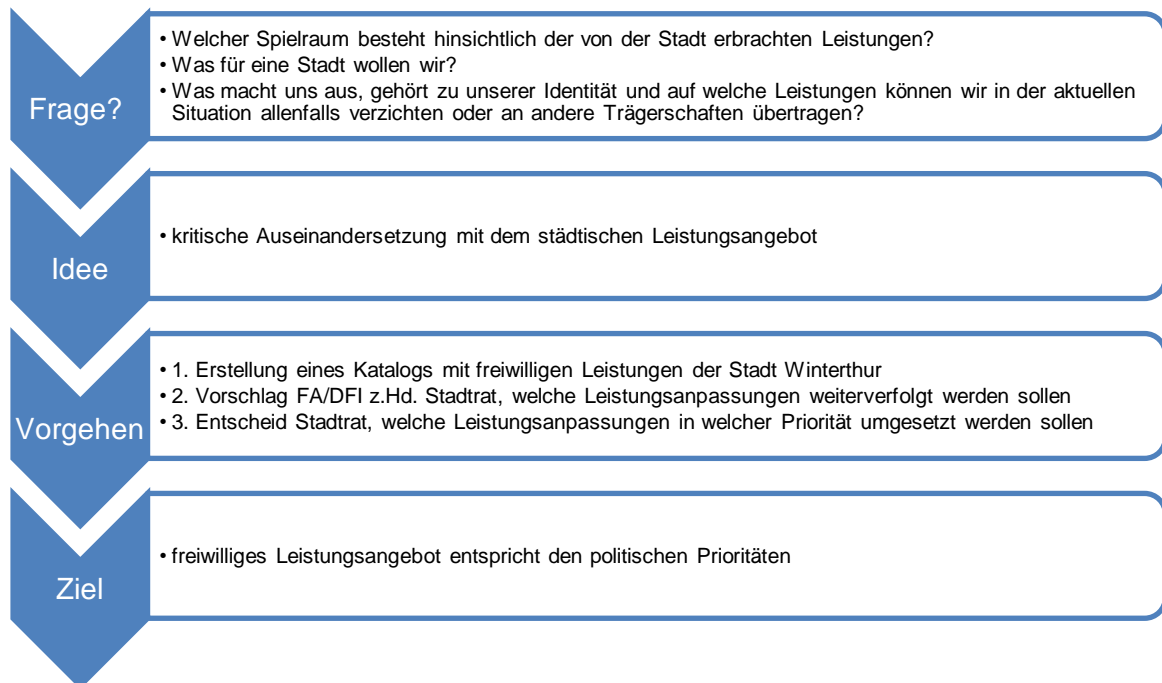 Frage?
• Welcher Spielraum besteht hinsichtlich der von der Stadt erbrachten Leistungen?
• Was für eine Stadt wollen wir?
• Was macht uns aus, gehört zu unserer Identität und auf welche Leistungen können wir in der aktuellen
Situation allenfalls verzichten oder an andere Trägerschaften übertragen?
Idee
• kritische Auseinandersetzung mit dem städtischen Leistungsangebot
Vorgehen
• 1. Erstellung eines Katalogs mit freiwilligen Leistungen der Stadt Winterthur
• 2. Vorschlag FA/DFI z.Hd. Stadtrat, welche Leistungsanpassungen weiterverfolgt werden sollen
• 3. Entscheid Stadtrat, welche Leistungsanpassungen in welcher Priorität umgesetzt werden sollen
Ziel
• freiwilliges Leistungsangebot entspricht den politischen Prioritäten